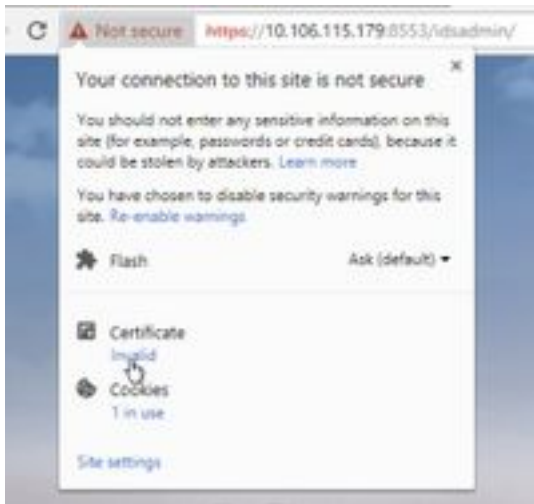 Not secure https://10.106.115.179:8553/idsadmin/
Your connection to this site is not secure
You should not enter any sensitive information on this
site (for example, passwords or credit cards), because it
could be stolen by attackers. Learn more
You have chosen to disable security warnings for this
site. Re-enable warnings
Flash Ask (default)
Certificate
Invalid
Cookies
1 in use
Site settings